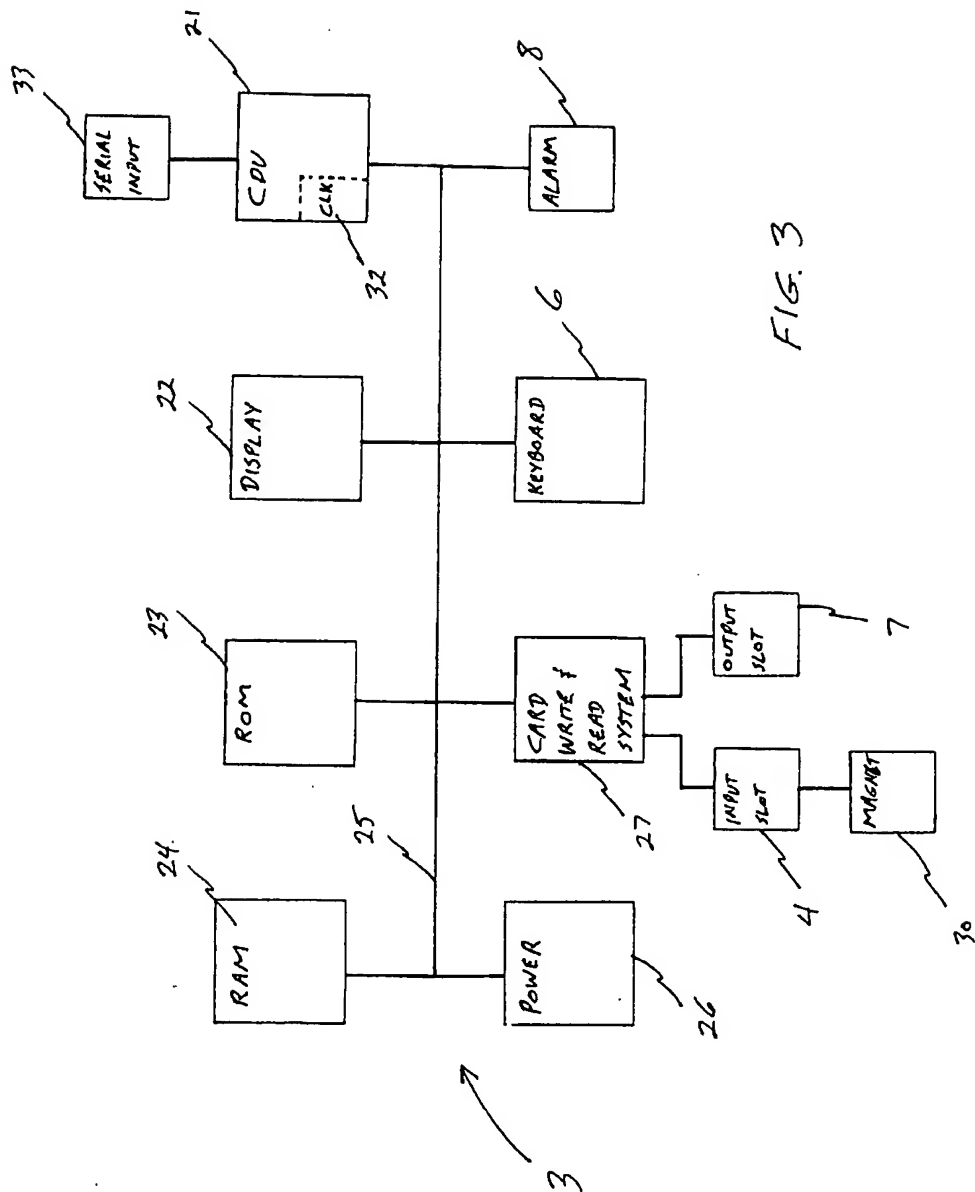 33
SERIAL
INPUT
24
23
22
21
RAM
ROM
DISPLAY
CPU
CLK
32
25
POWER
CARD
WRITE &
READ
SYSTEM
KEYBOARD
ALARM
8
6
27
26
3
INPUT
SLOT
OUTPUT
SLOT
4
7
MAGNET
30
FIG. 3